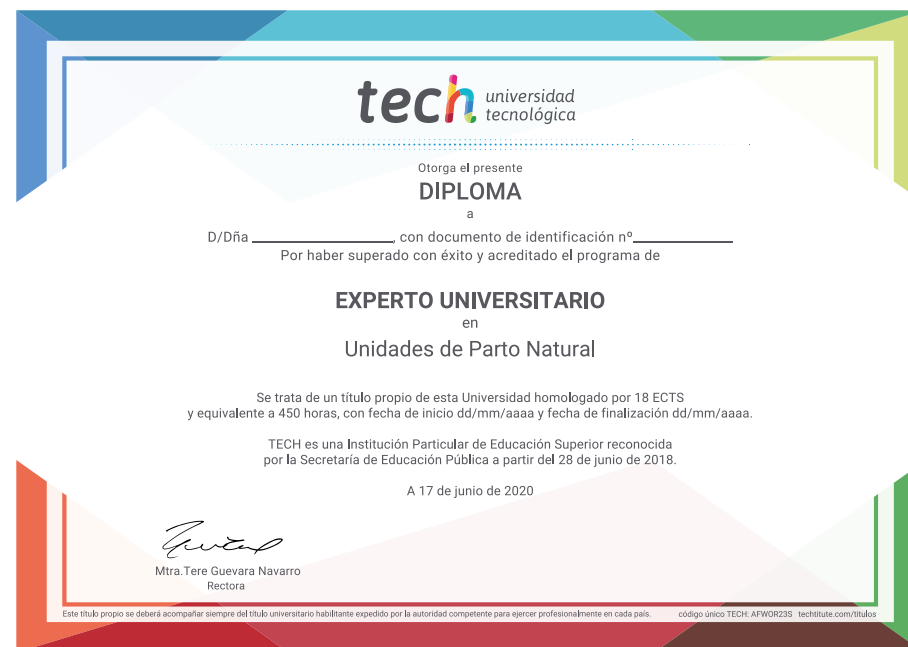 tech universidad
tecnológica
Otorga el presente
DIPLOMA
a
D/Dña ____________________, con documento de identificación nº______________
Por haber superado con éxito y acreditado el programa de
EXPERTO UNIVERSITARIO
en
Unidades de Parto Natural
Se trata de un título propio de esta Universidad homologado por 18 ECTS
y equivalente a 450 horas, con fecha de inicio dd/mm/aaaa y fecha de finalización dd/mm/aaaa.
TECH es una Institución Particular de Educación Superior reconocida
por la Secretaría de Educación Pública a partir del 28 de junio de 2018.
A 17 de junio de 2020
Mtra.Tere Guevara Navarro
Rectora
Este título propio se deberá acompañar siempre del título universitario habilitante expedido por la autoridad competente para ejercer profesionalmente en cada país. código único TECH: AFWOR23S techtitute.com/titulos